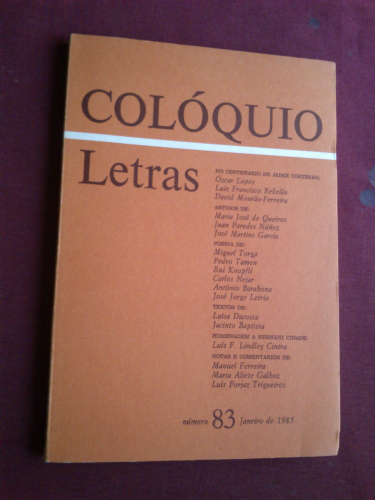 COLÓQUIO
Letras
NO CENTENÁRIO DE JAIME CORTESÃO:
Óscar Lopes
Luiz Francisco Rebello
David Mourão-Ferreira
ARTIGOS DE:
Maria José de Queiroz
Juan Paredes Núñez
José Martins Garcia
POESIA DE:
Miguel Torga
Pedro Tamen
Rui Knopfli
Carlos Nejar
António Barahona
José Jorge Letria
TEXTOS DE:
Luísa Dacosta
Jacinto Baptista
HOMENAGEM A HERNÂNI CIDADE:
Luís F. Lindley Cintra
NOTAS E COMENTÁRIOS DE:
Manuel Ferreira
Maria Aliete Galhoz
Luís Forjaz Trigueiros
número 83 Janeiro de 1985